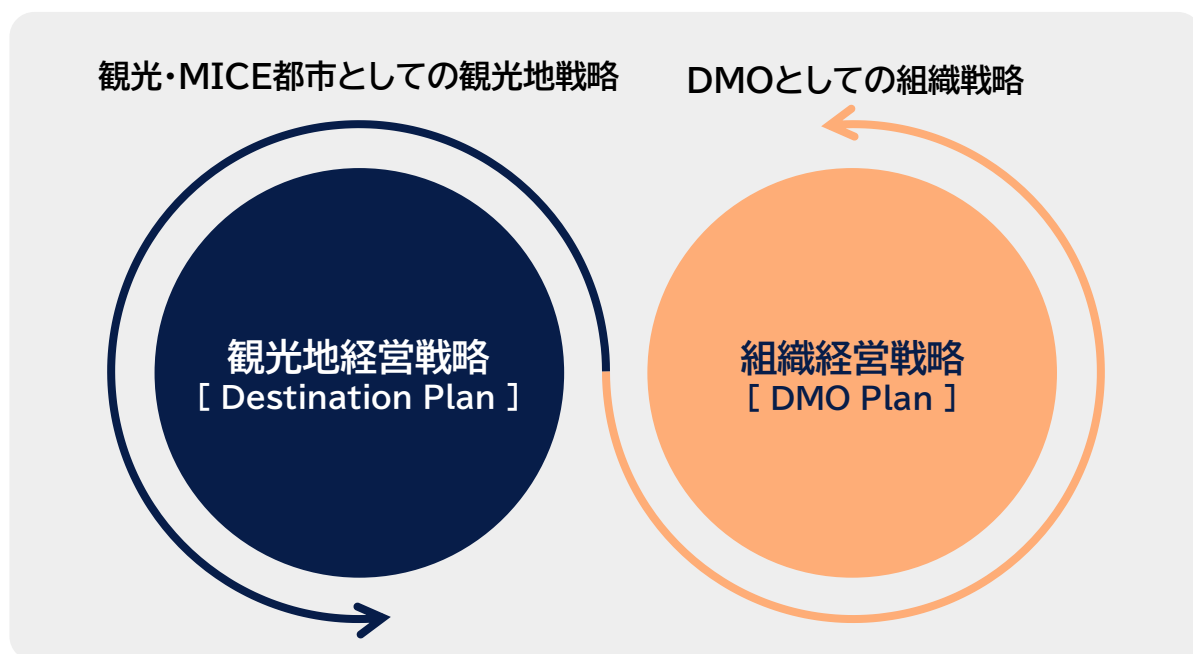 観光・MICE都市としての観光地戦略
DMOとしての組織戦略
観光地経営戦略
[ Destination Plan ]
組織経営戦略
[ DMO Plan ]